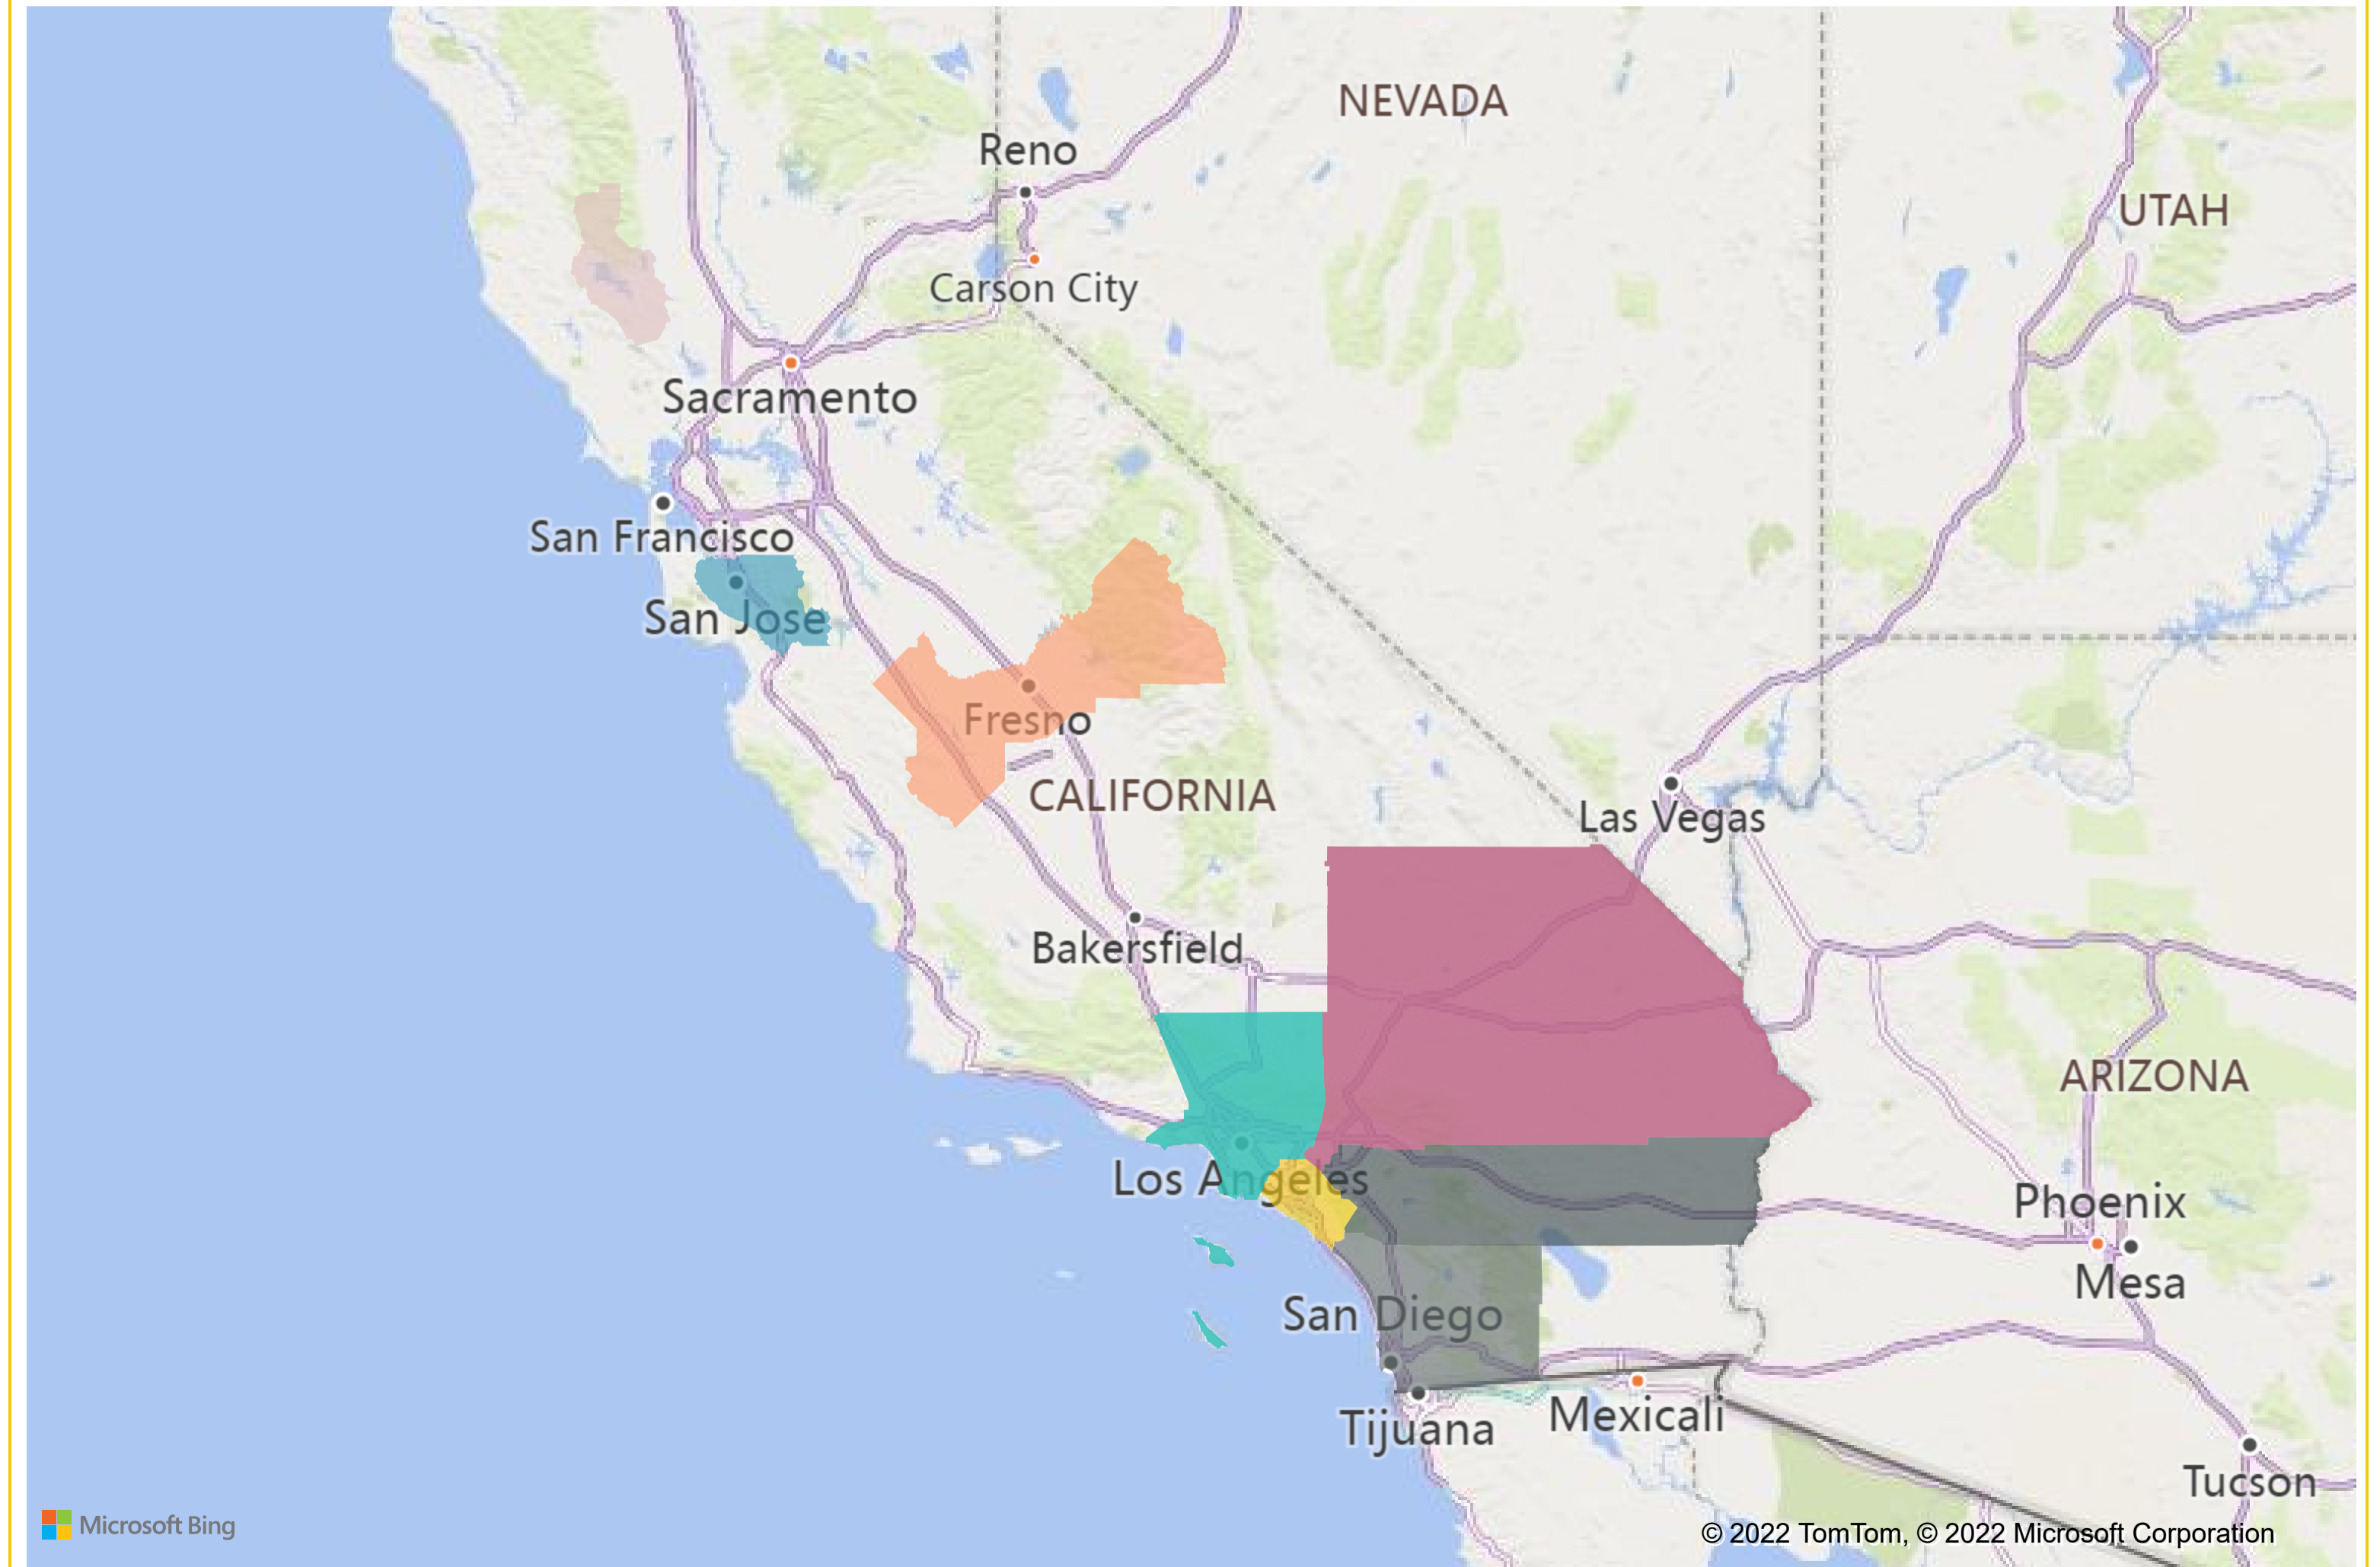 NEVADA
Reno
UTAH
Carson City
Sacramento
San Francisco
San Jose
Fresno
CALIFORNIA
Las Vegas
Bakersfield
ARIZONA
Los Angeles
Phoenix
Mesa
San Diego
Tijuana
Mexicali
Tucson
Microsoft Bing
© 2022 TomTom, © 2022 Microsoft Corporation